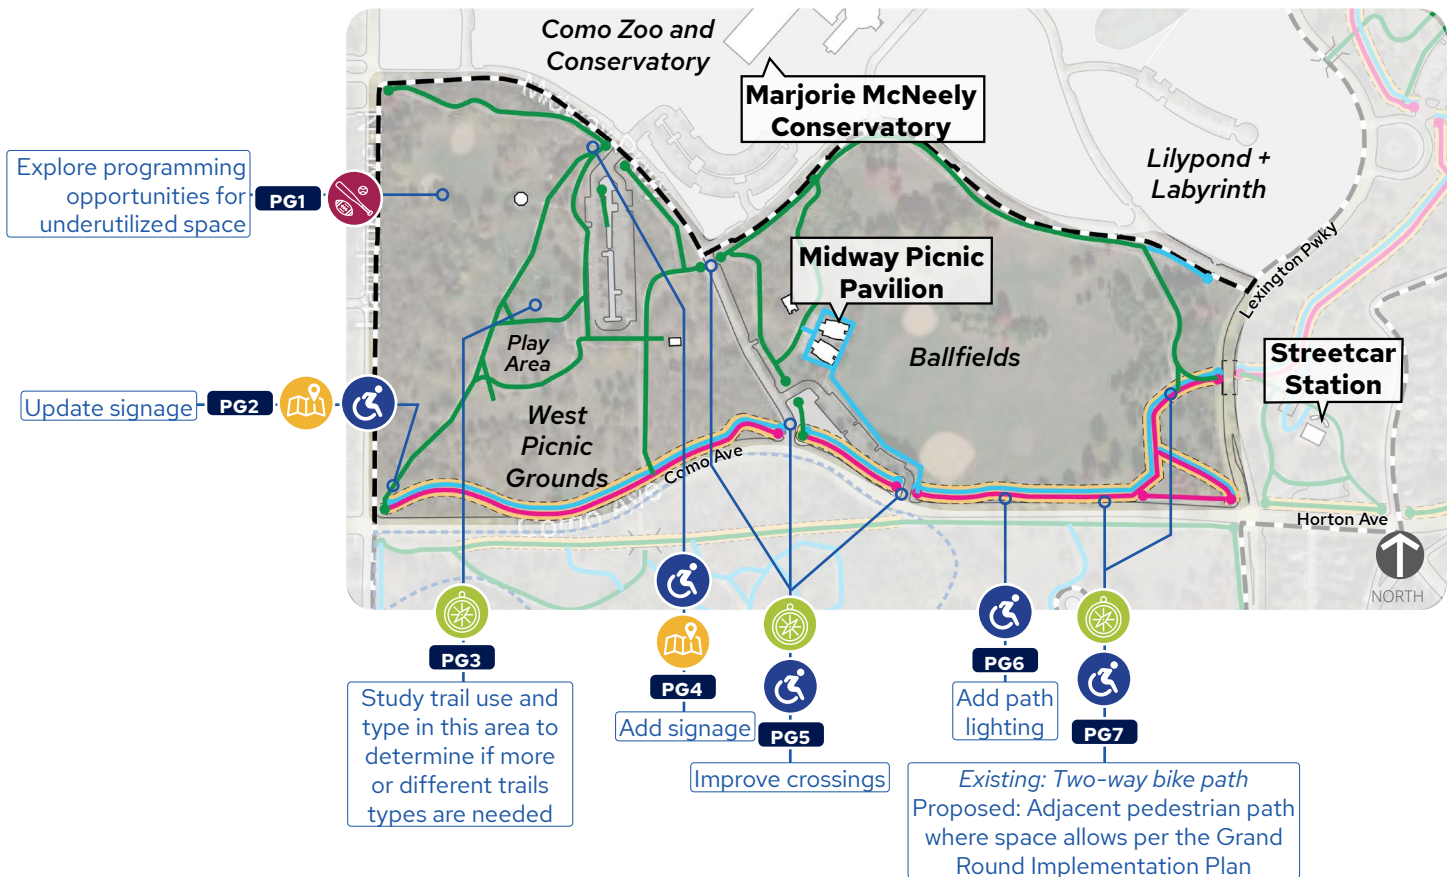 Como Zoo and
Conservatory
Marjorie McNeely
Conservatory
Lilypond +
Labyrinth
Explore programming
opportunities for
underutilized space
PG1
Midway Picnic
Pavilion
Lexington Pwky
Play
Area
Ballfields
Streetcar
Station
Update signage
PG2
West
Picnic
Grounds
Como Ave
Como Ave
Horton Ave
NORTH
PG3
Study trail use and
type in this area to
determine if more
or different trails
types are needed
PG4
Add signage
PG5
Improve crossings
PG6
Add path
lighting
PG7
Existing: Two-way bike path
Proposed: Adjacent pedestrian path
where space allows per the Grand
Round Implementation Plan